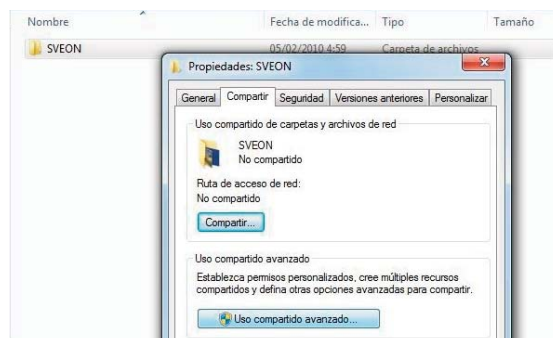 Nombre Fecha de modifica... Tipo Tamaño
SVEON 05/02/2010 4:59 Carpeta de archivos
Propiedades: SVEON
General Compartir Seguridad Versiones anteriores Personalizar
Uso compartido de carpetas y archivos de red
SVEON
No compartido
Ruta de acceso de red:
No compartido
Compartir...
Uso compartido avanzado
Establezca permisos personalizados, cree múltiples recursos
compartidos y defina otras opciones avanzadas para compartir.
Uso compartido avanzado...